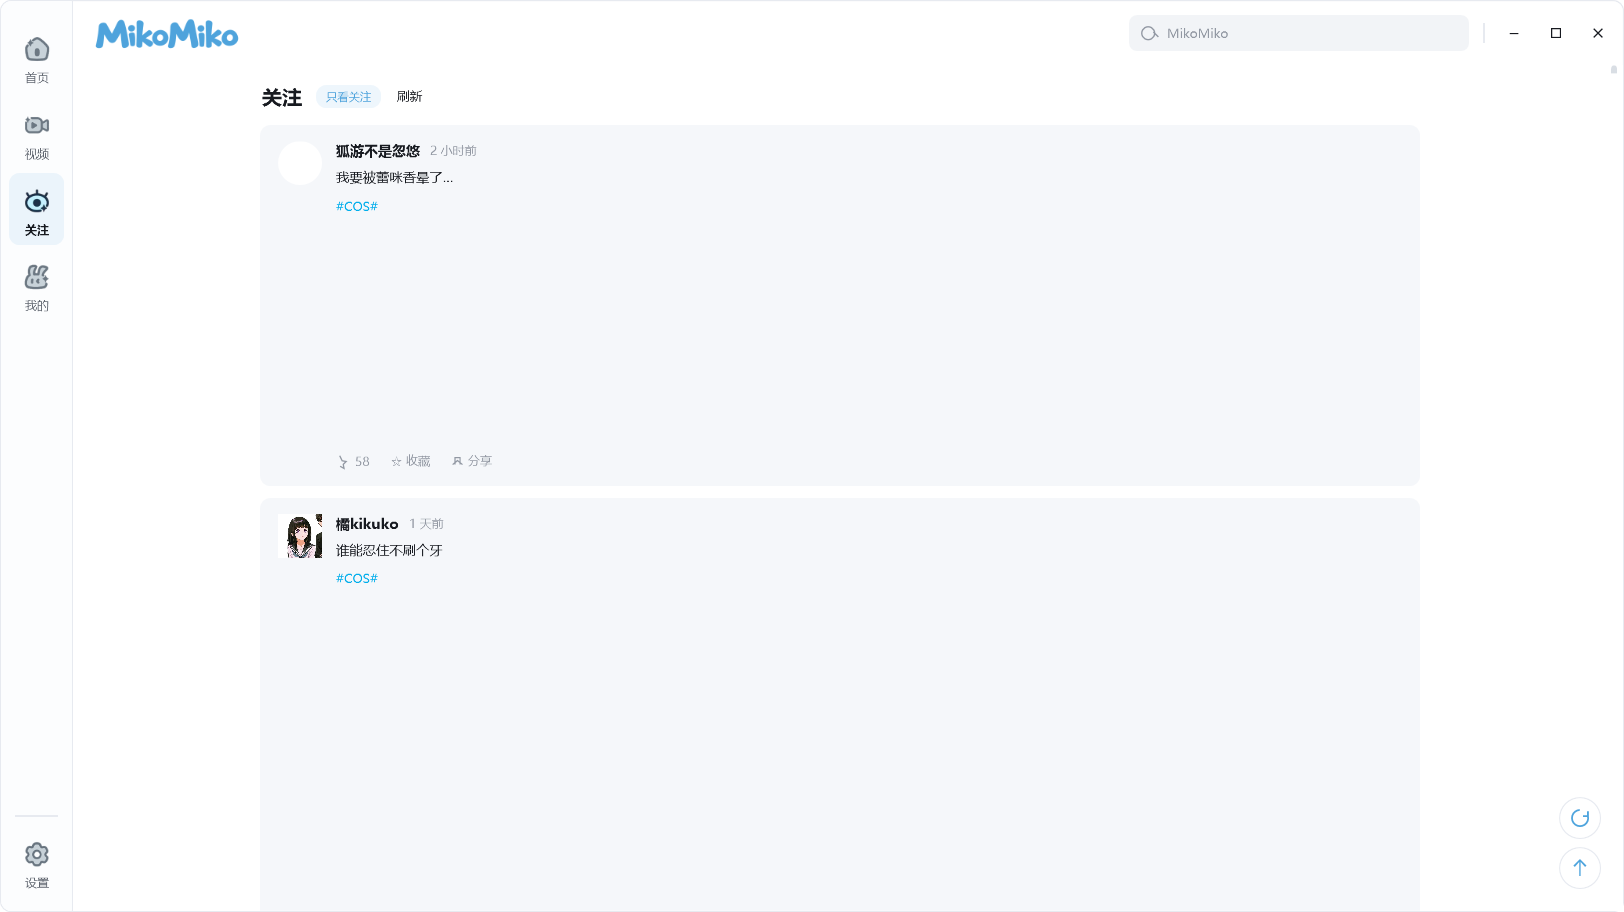 MikoMiko
MikoMiko
首页
视频
关注
我的
设置
关注 只看关注 刷新
狐游不是忽悠 2 小时前
我要被蕾咪香晕了...
#COS#
58 收藏 分享
橘kikuko 1 天前
谁能忍住不刷个牙
#COS#